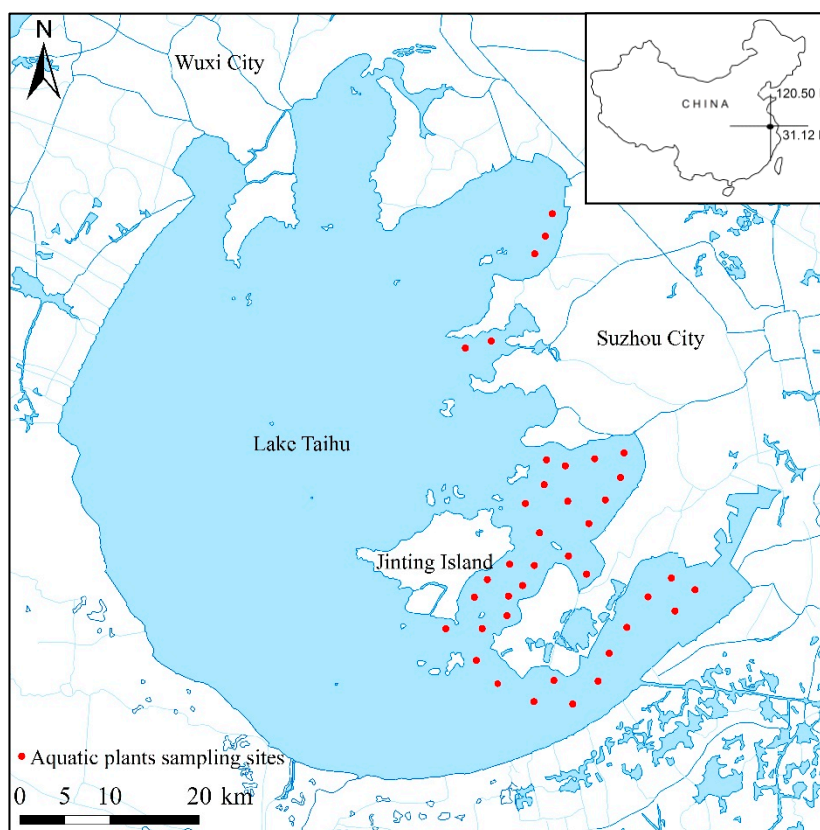 N
Wuxi City
CHINA
120.50
31.12
Suzhou City
Lake Taihu
Jinting Island
Aquatic plants sampling sites
0 5 10 20 km